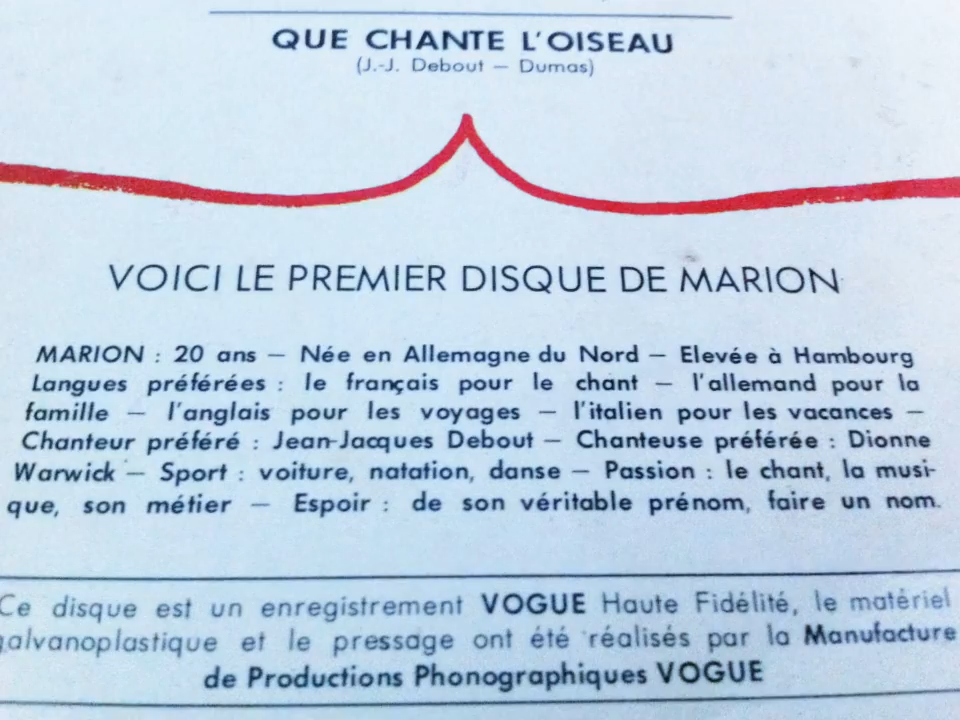 QUE CHANTE L'OISEAU
(J.-J. Debout — Dumas)
VOICI LE PREMIER DISQUE DE MARION
MARION : 20 ans — Née en Allemagne du Nord — Elevée à Hambourg
Langues préférées : le français pour le chant — l'allemand pour la
famille — l'anglais pour les voyages — l'italien pour les vacances —
Chanteur préféré : Jean-Jacques Debout — Chanteuse préférée : Dionne
Warwick — Sport : voiture, natation, danse — Passion : le chant, la musi-
que, son métier — Espoir : de son véritable prénom, faire un nom.
Ce disque est un enregistrement VOGUE Haute Fidélité, le matériel
galvanoplastique et le pressage ont été réalisés par la Manufacture
de Productions Phonographiques VOGUE